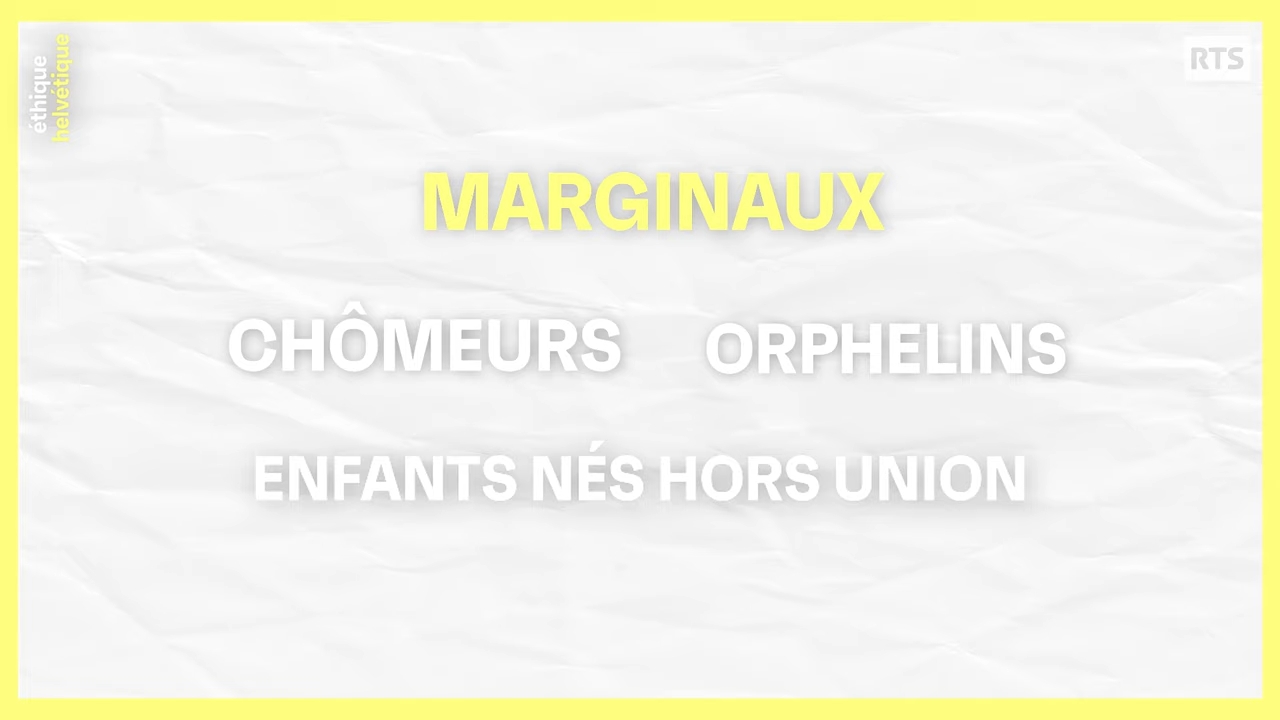 éthique
helvétique
RTS
MARGINAUX
CHÔMEURS ORPHELINS
ENFANTS NÉS HORS UNION